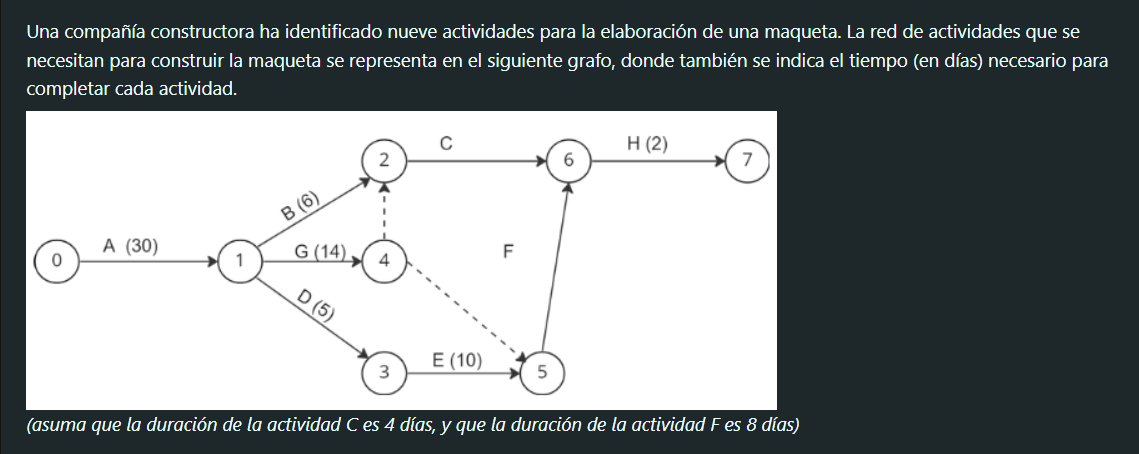 Una compañía constructora ha identificado nueve actividades para la elaboración de una maqueta. La red de actividades que se
necesitan para construir la maqueta se representa en el siguiente grafo, donde también se indica el tiempo (en días) necesario para
completar cada actividad.
C
H (2)
2
6
7
B (6)
A (30)
G (14)
F
0
1
4
D (5)
E (10)
3
5
(asuma que la duración de la actividad C es 4 días, y que la duración de la actividad F es 8 días)